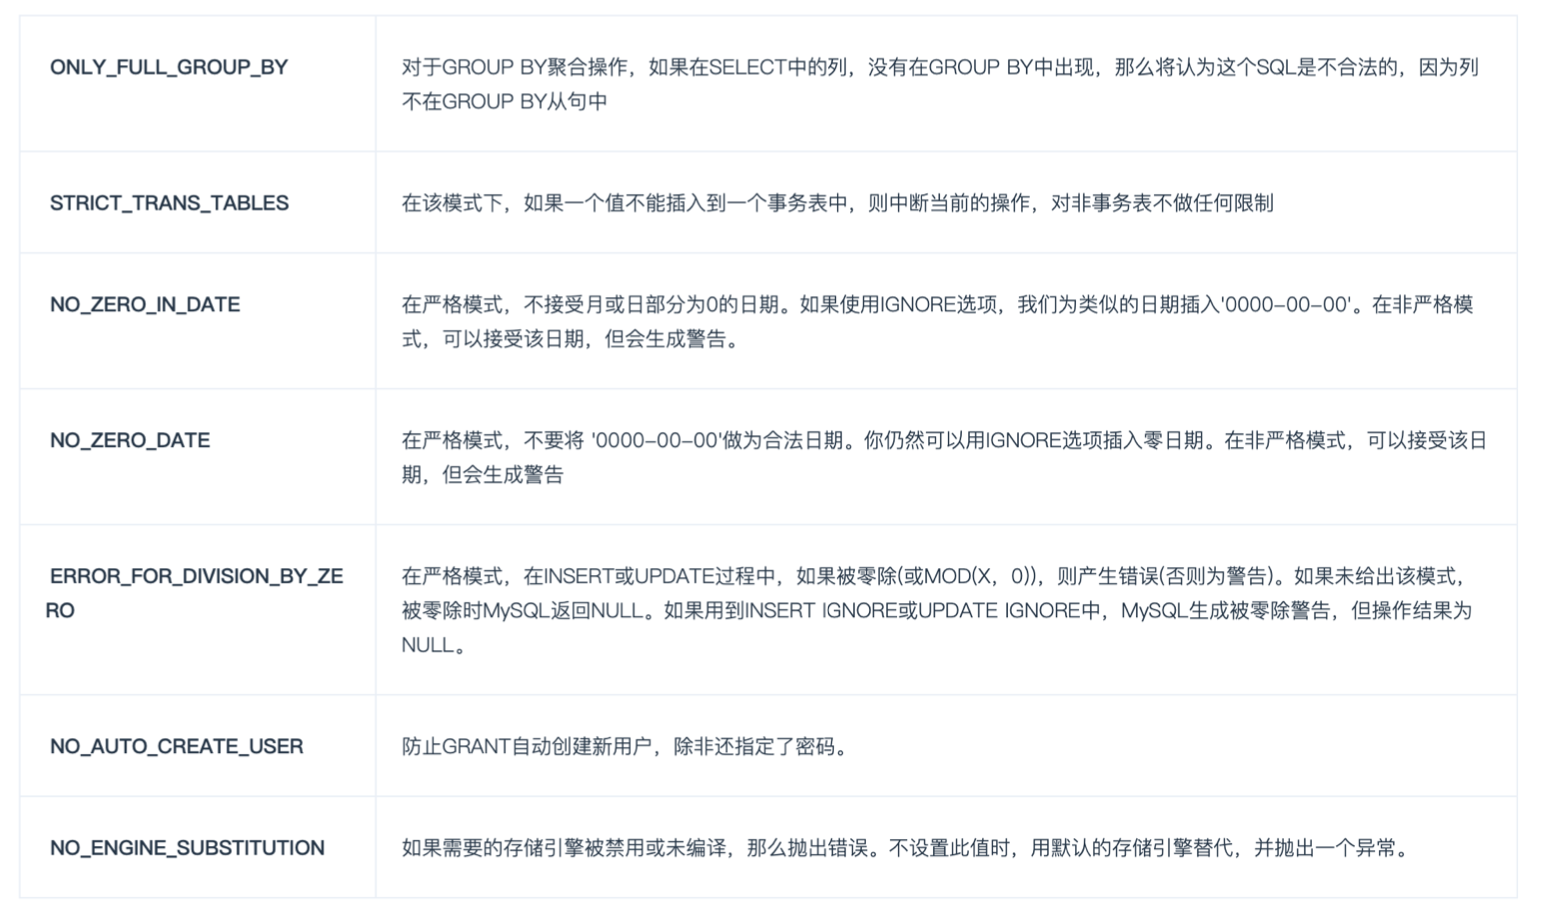 ONLY_FULL_GROUP_BY
对于GROUP BY聚合操作，如果在SELECT中的列，没有在GROUP BY中出现，那么将认为这个SQL是不合法的，因为列
不在GROUP BY从句中
STRICT_TRANS_TABLES
在该模式下，如果一个值不能插入到一个事务表中，则中断当前的操作，对非事务表不做任何限制
NO_ZERO_IN_DATE
在严格模式，不接受月或日部分为0的日期。如果使用IGNORE选项，我们为类似的日期插入'0000-00-00'。在非严格模
式，可以接受该日期，但会生成警告。
NO_ZERO_DATE
在严格模式，不要将 '0000-00-00'做为合法日期。你仍然可以用IGNORE选项插入零日期。在非严格模式，可以接受该日
期，但会生成警告
ERROR_FOR_DIVISION_BY_ZE
RO
在严格模式，在INSERT或UPDATE过程中，如果被零除(或MOD(X，0))，则产生错误(否则为警告)。如果未给出该模式，
被零除时MySQL返回NULL。如果用到INSERT IGNORE或UPDATE IGNORE中，MySQL生成被零除警告，但操作结果为
NULL。
NO_AUTO_CREATE_USER
防止GRANT自动创建新用户，除非还指定了密码。
NO_ENGINE_SUBSTITUTION
如果需要的存储引擎被禁用或未编译，那么抛出错误。不设置此值时，用默认的存储引擎替代，并抛出一个异常。